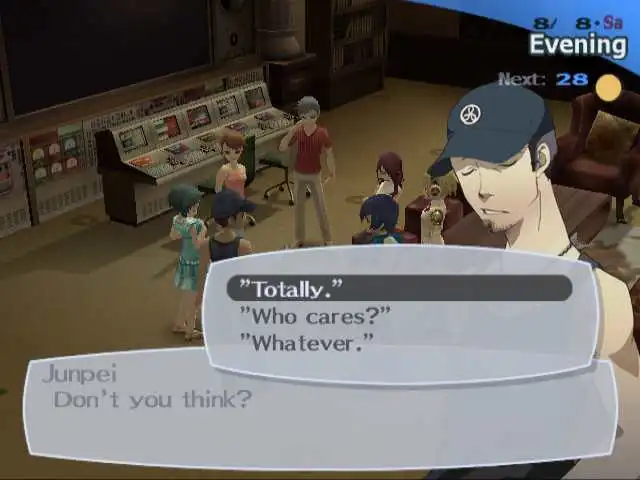 8/ 8・Sa
Evening
Next: 28
"Totally."
"Who cares?"
"Whatever."
Junpei
Don't you think?